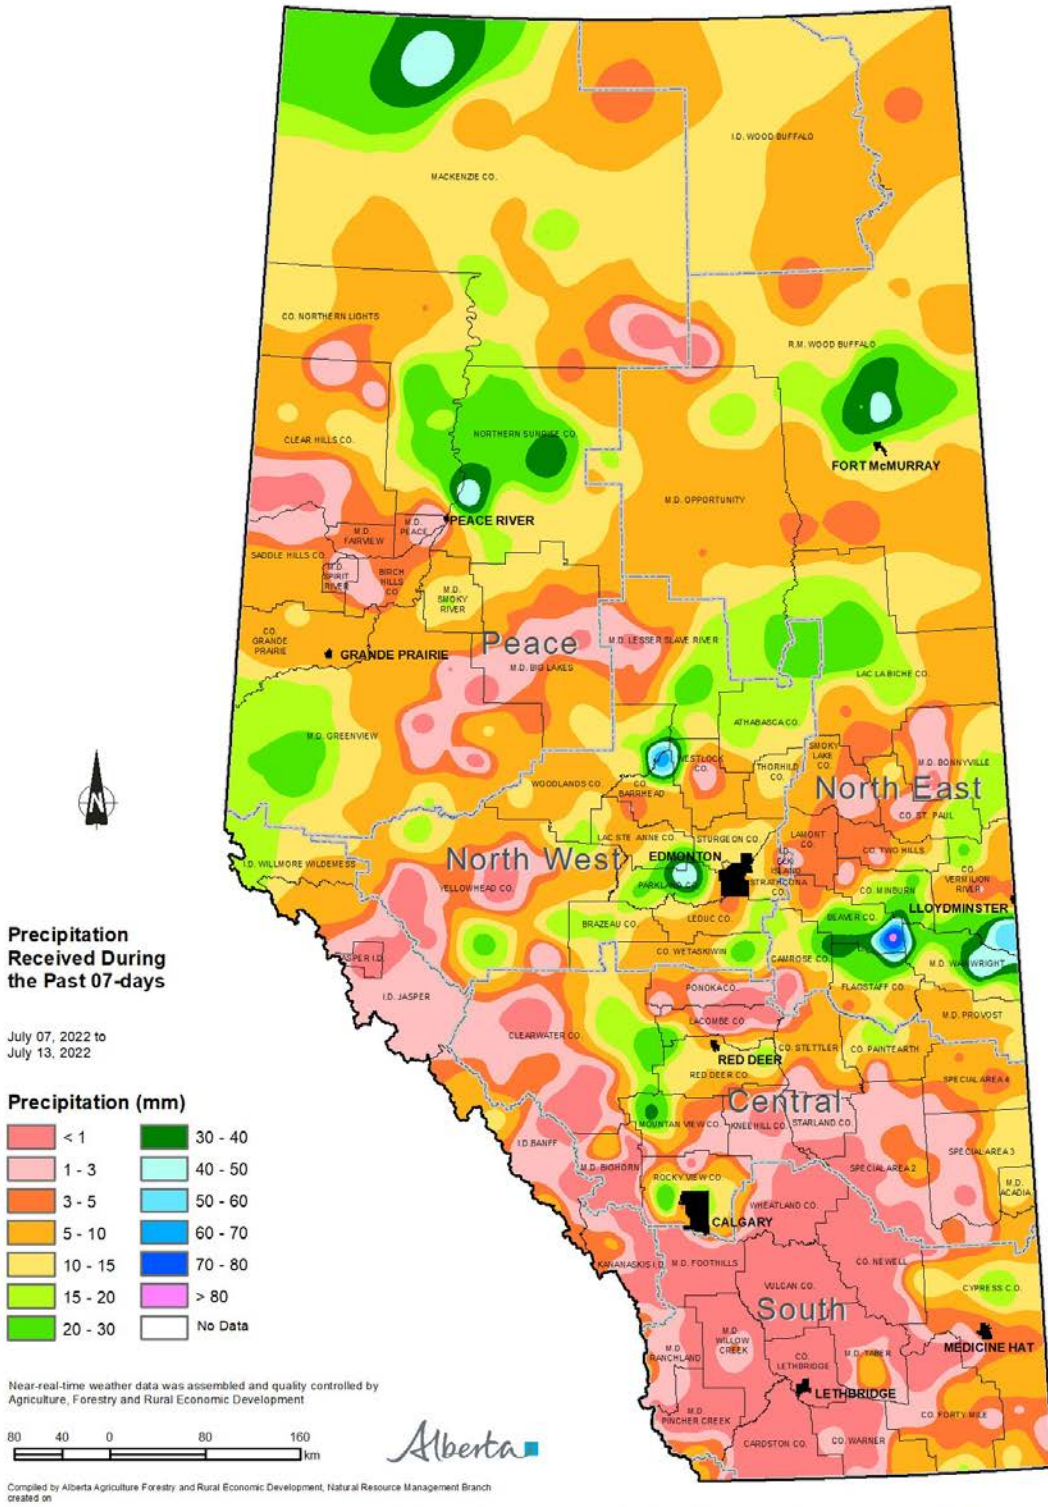 I.D. WOOD BUFFALO
MACKENZIE CO.
CO. NORTHERN LIGHTS
R.M. WOOD BUFFALO
CLEAR HILLS CO.
NORTHERN SUNRISE CO.
FORT McMURRAY
M.D. OPPORTUNITY
PEACE RIVER
M.D.
PEACE
M.D.
FAIRVIEW
SADDLE HILLS CO.
M.D.
SPIRIT
RIVER
BIRCH
HILLS
CO
M.D.
SMOKY
RIVER
CO.
GRANDE
PRAIRIE
GRANDE PRAIRIE
Peace
M.D. LESSER SLAVE RIVER
M.D. BIG LAKES
LAC LA BICHE CO.
M.D. GREENVIEW
ATHABASCA CO.
WOODLANDS CO.
CO.
BARRHEAD
WESTLOCK
CO.
THORHILD
CO.
SMOKY
LAKE
CO.
M.D. BONNYVILLE
North East
CO. ST. PAUL
LAC STE ANNE CO.
STURGEON CO.
LAMONT
CO.
CO. TWO HILLS
North West
EDMONTON
I.D.
ISLAND
STRATHCONA
CO.
I.D. WILLMORE WILDERNESS
YELLOWHEAD CO.
PARKLAND CO.
CO. MINBURN
CO.
VERMILION
RIVER
LLOYDMINSTER
BRAZEAU CO.
LEDUC CO.
BEAVER CO.
JASPER I.D.
CO. WETASKIWIN
CAMROSE CO.
M.D. WAINWRIGHT
I.D. JASPER
PONOKA CO.
FLAGSTAFF CO.
CLEARWATER CO.
LACOMBE CO.
M.D. PROVOST
RED DEER
CO. STETTLER
CO. PAINTEARTH
RED DEER CO.
SPECIAL AREA 4
Central
MOUNTAIN VIEW CO.
KNEEHILL CO.
STARLAND CO.
I.D. BANFF
M.D. BIGHORN
SPECIAL AREA 2
SPECIAL AREA 3
ROCKY VIEW CO.
M.D.
ACADIA
WHEATLAND CO.
CALGARY
KANANASKIS I.D.
M.D. FOOTHILLS
CO. NEWELL
VULCAN CO.
CYPRESS CO.
South
M.D.
RANCHLAND
M.D.
WILLOW
CREEK
CO.
LETHBRIDGE
M.D. TABER
MEDICINE HAT
LETHBRIDGE
M.D.
PINCHER CREEK
CO. FORTY MILE
CARDSTON CO.
CO. WARNER
N
Precipitation
Received During
the Past 07-days
July 07, 2022 to
July 13, 2022
Precipitation (mm)
< 1
30 - 40
1 - 3
40 - 50
3 - 5
50 - 60
5 - 10
60 - 70
10 - 15
70 - 80
15 - 20
> 80
20 - 30
No Data
Near-real-time weather data was assembled and quality controlled by
Agriculture, Forestry and Rural Economic Development
80 40 0 80 160
km
Alberta
Compiled by Alberta Agriculture Forestry and Rural Economic Development, Natural Resource Management Branch
created on